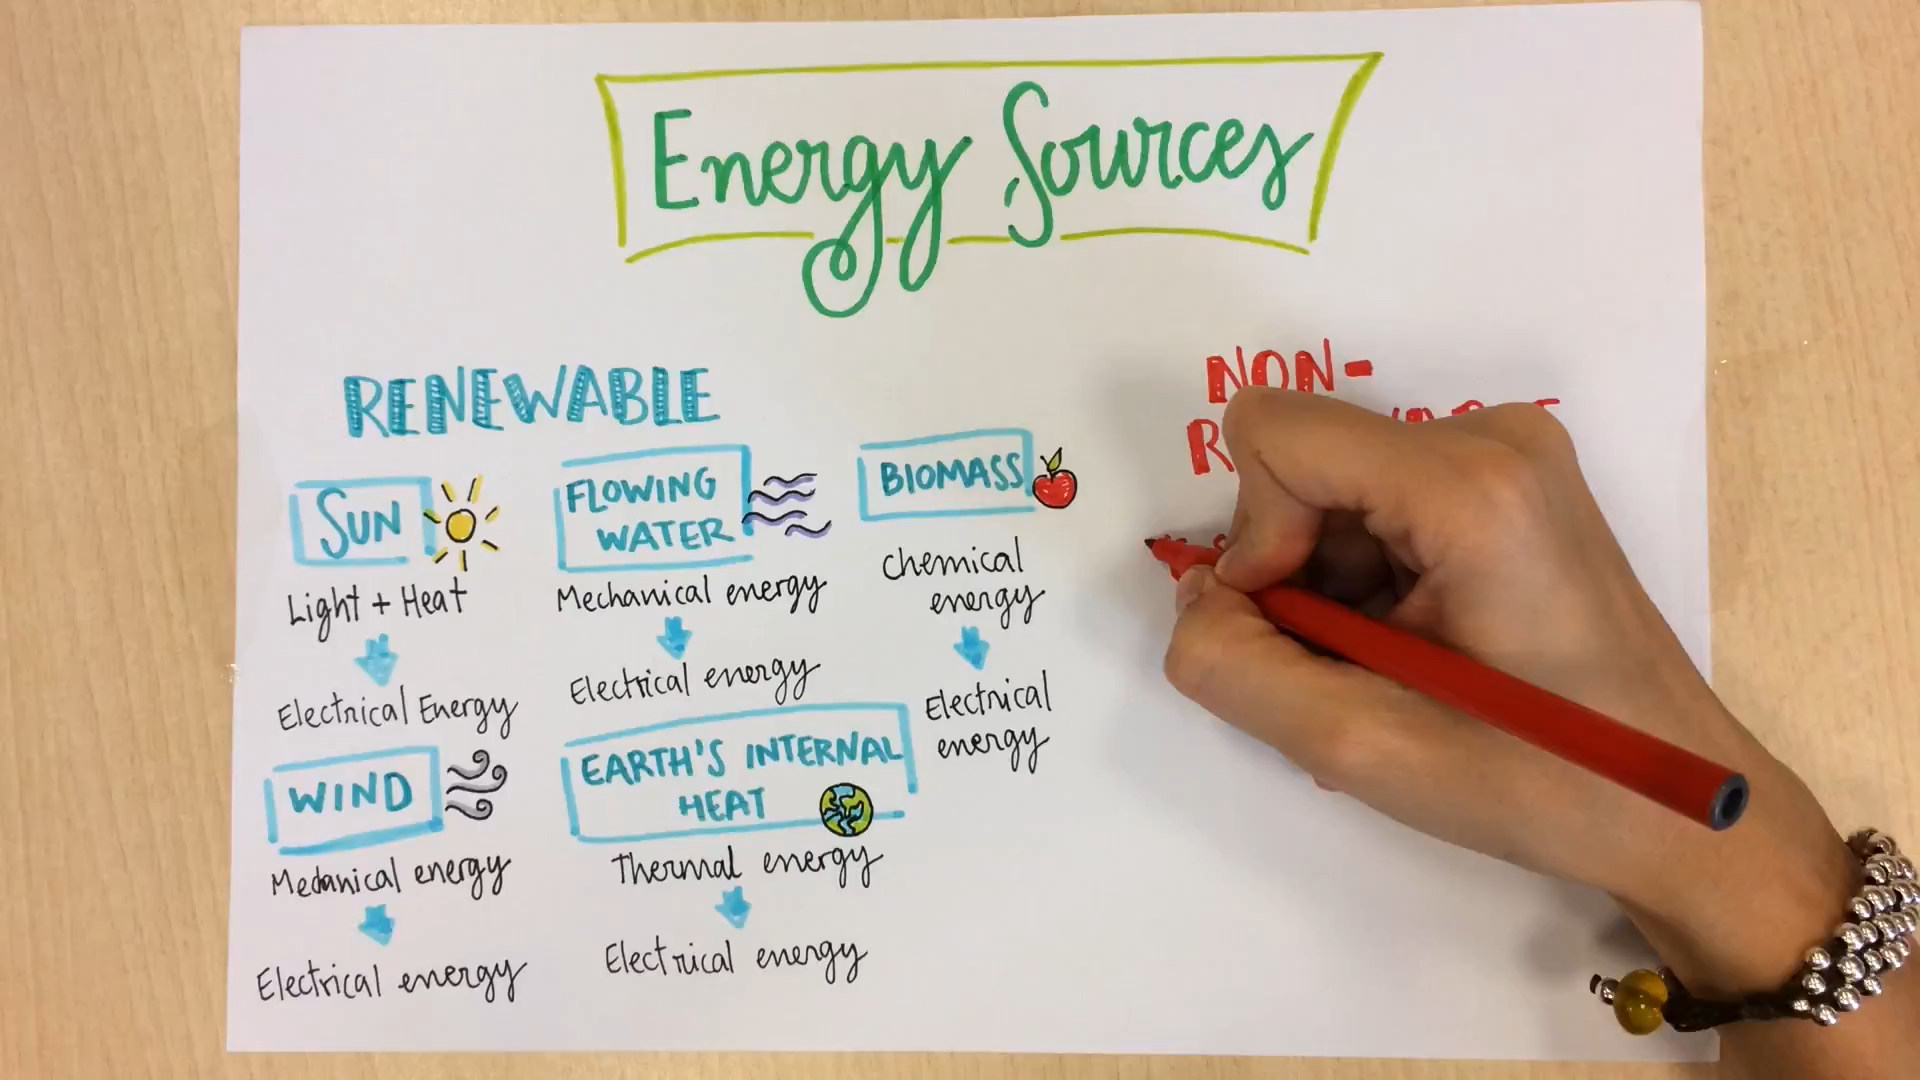 Energy Sources
RENEWABLE
SUN
Light + Heat
Electrical Energy
WIND
Mechanical energy
Electrical energy
FLOWING
WATER
Mechanical energy
Electrical energy
EARTH'S INTERNAL
HEAT
Thermal energy
Electrical energy
BIOMASS
Chemical
energy
Electrical
energy
NON-